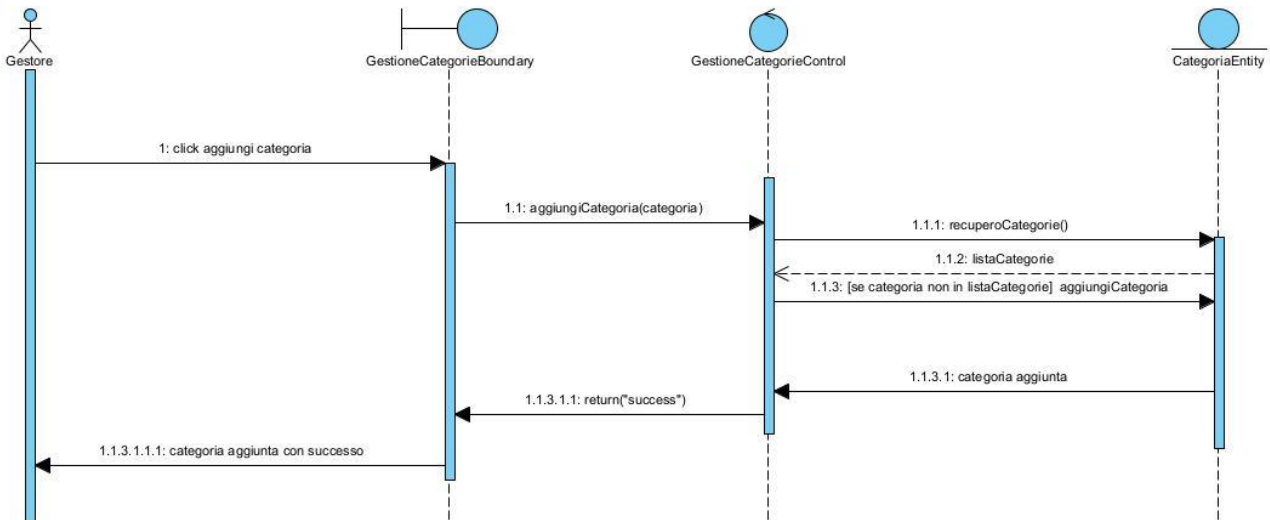 Gestore
GestioneCategorieBoundary
GestioneCategorieControl
CategoriaEntity
1: click aggiungi categoria
1.1: aggiungiCategoria(categoria)
1.1.1: recuperoCategorie()
1.1.2: listaCategorie
1.1.3: [se categoria non in listaCategorie] aggiungiCategoria
1.1.3.1: categoria aggiunta
1.1.3.1.1: return("success")
1.1.3.1.1.1: categoria aggiunta con successo